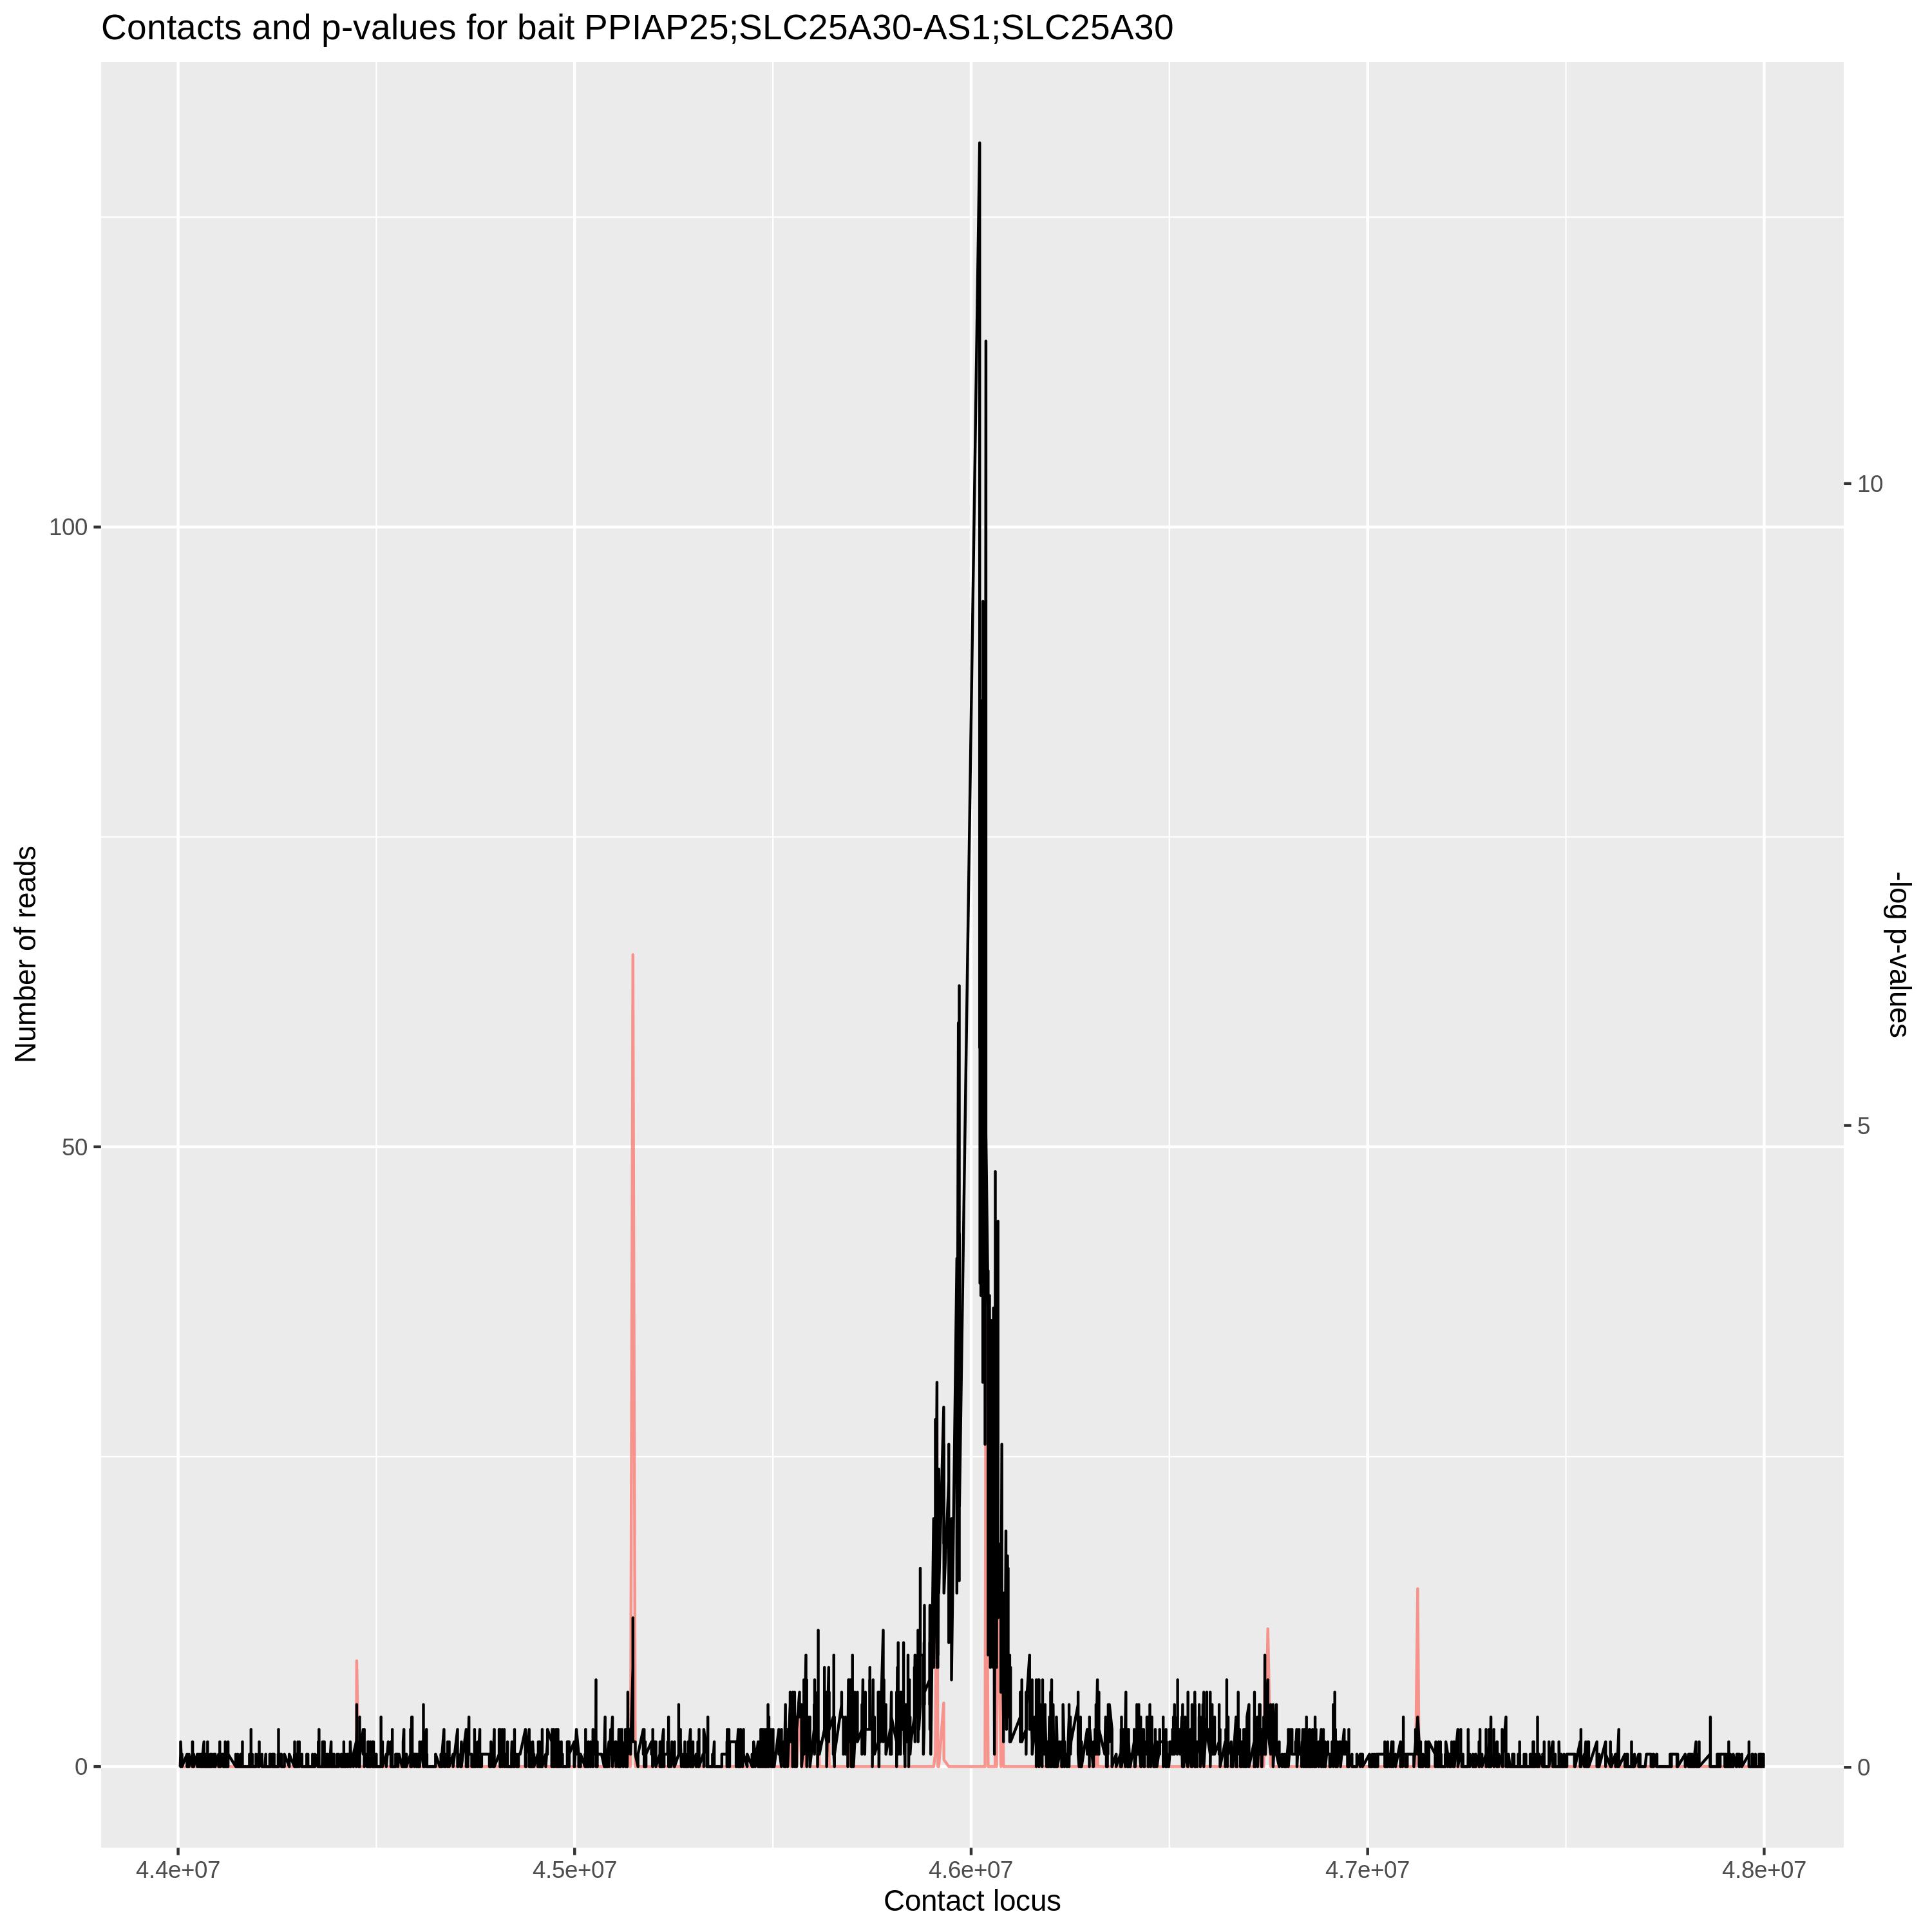 Contacts and p-values for bait PPIAP25;SLC25A30-AS1;SLC25A30
Number of reads
100
50
0
-log p-values
10
5
0
4.4e+07
4.5e+07
4.6e+07
4.7e+07
4.8e+07
Contact locus